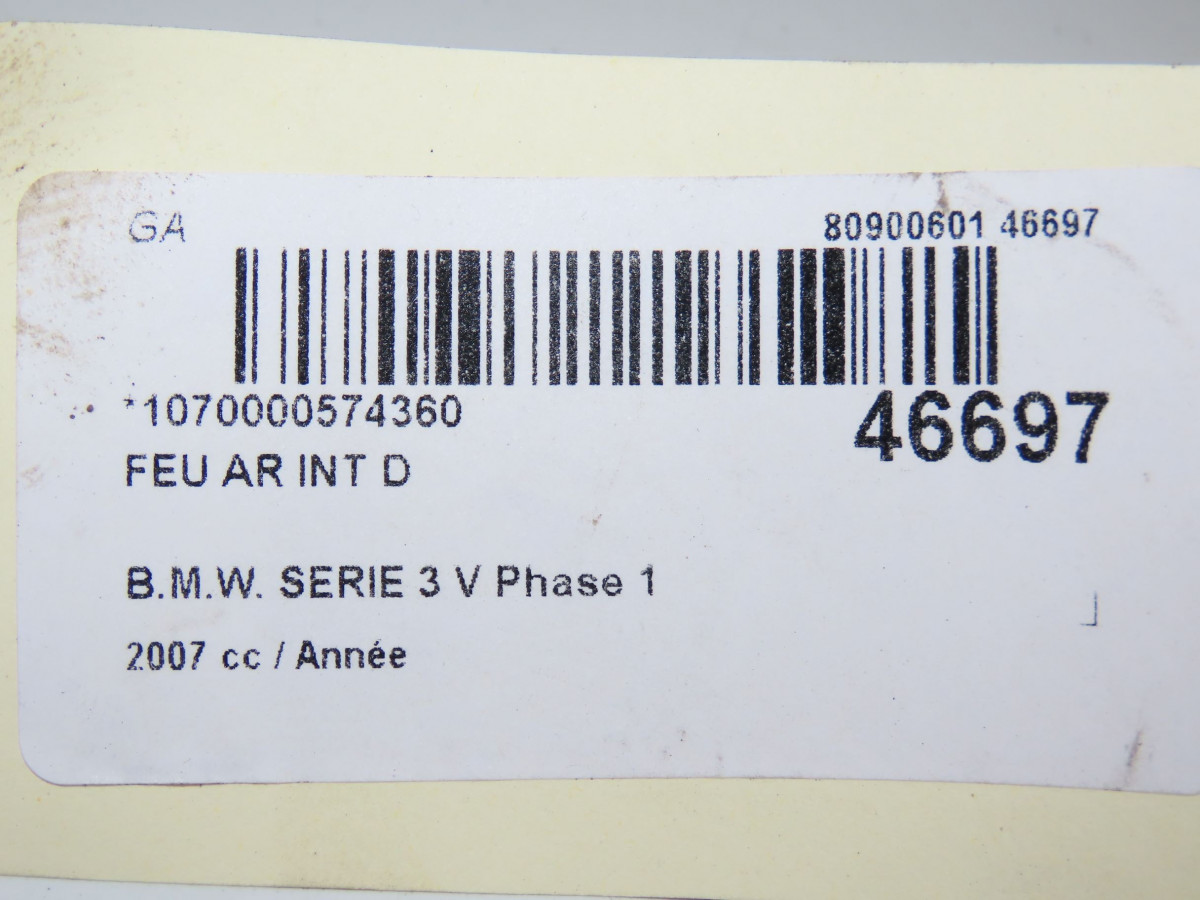 GA
80900601 46697
*1070000574360
46697
FEU AR INT D
B.M.W. SERIE 3 V Phase 1
2007 cc / Année